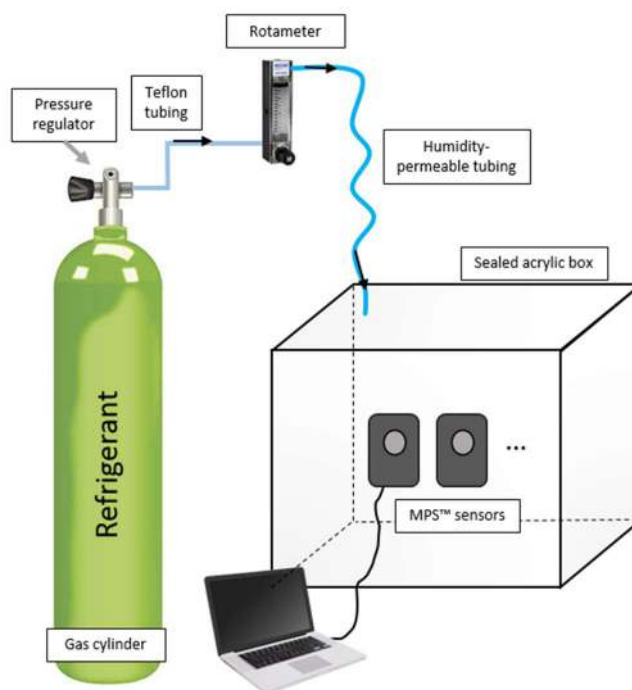 Rotameter
Teflon
tubing
Pressure
regulator
Humidity-
permeable tubing
Sealed acrylic box
Refrigerant
...
MPS™ sensors
Gas cylinder